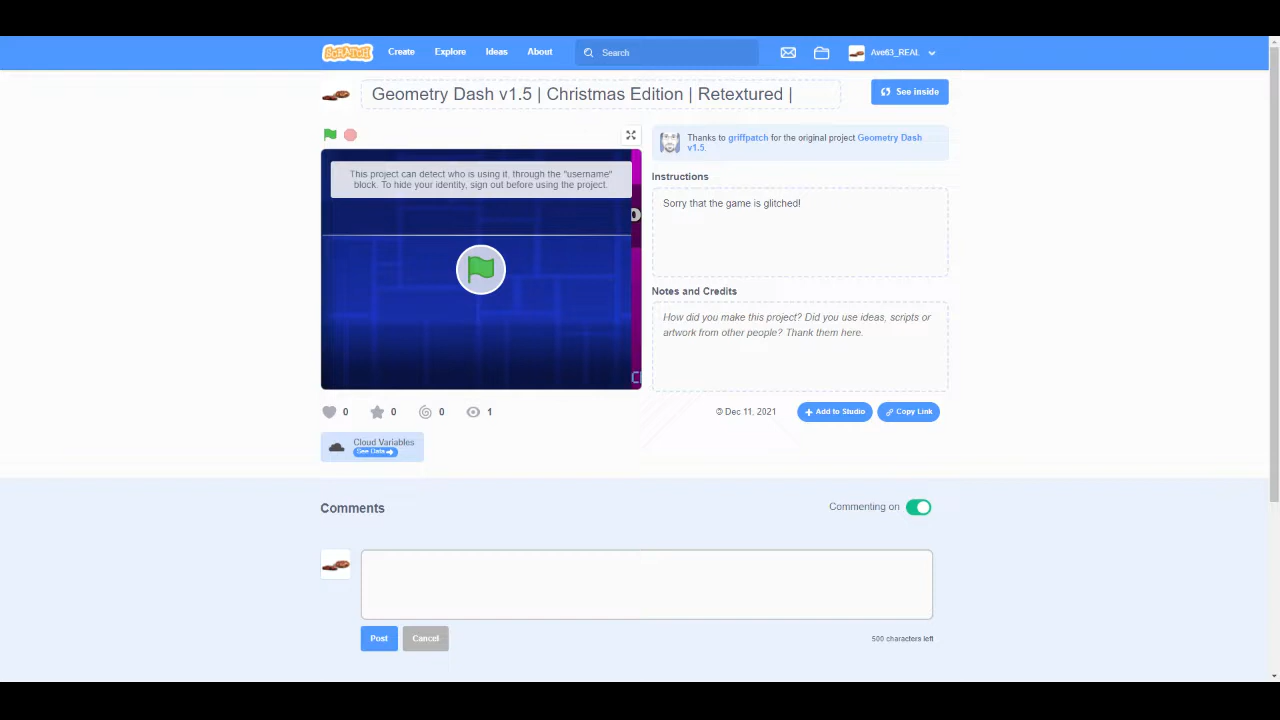 SCRATCH Create Explore Ideas About Search Ave63_REAL
Geometry Dash v1.5 | Christmas Edition | Retextured |
See inside
This project can detect who is using it, through the "username"
block. To hide your identity, sign out before using the project.
Thanks to griffpatch for the original project Geometry Dash
v1.5.
Instructions
Sorry that the game is glitched!
Notes and Credits
How did you make this project? Did you use ideas, scripts or
artwork from other people? Thank them here.
0 0 0 1
© Dec 11, 2021
Add to Studio
Copy Link
Cloud Variables
See Data
Comments
Commenting on
Post
Cancel
500 characters left